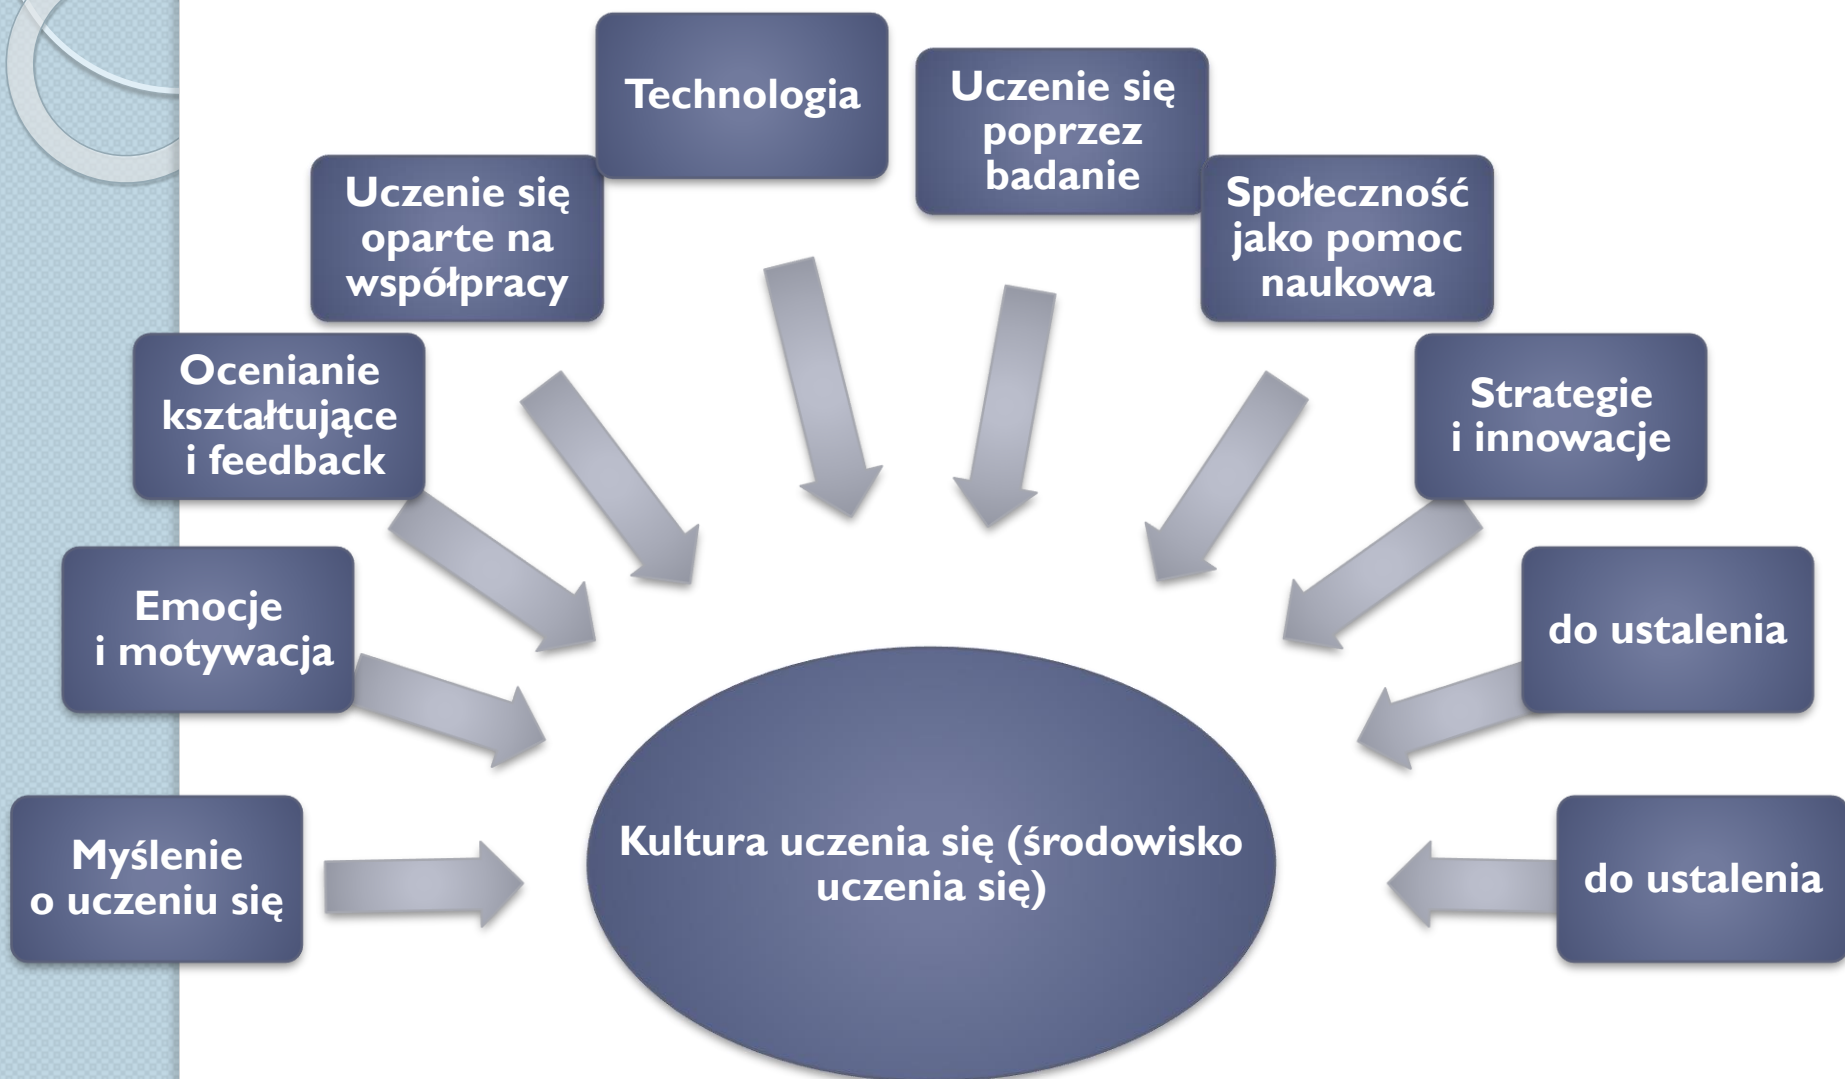 Technologia
Uczenie się
poprzez
badanie
Uczenie się
oparte na
współpracy
Społeczność
jako pomoc
naukowa
Ocenianie
kształtujące
i feedback
Strategie
i innowacje
Emocje
i motywacja
do ustalenia
Myślenie
o uczeniu się
Kultura uczenia się (środowisko
uczenia się)
do ustalenia